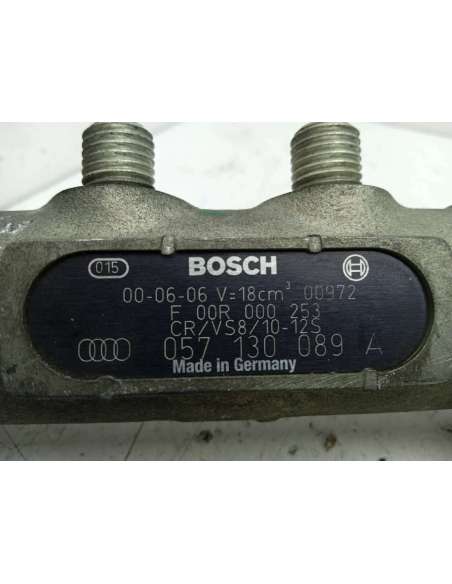 015 BOSCH
00-06-06 V=18cm³ 00972
F 00R 000 253
CR/VS8/10-12S
057 130 089 A
Made in Germany